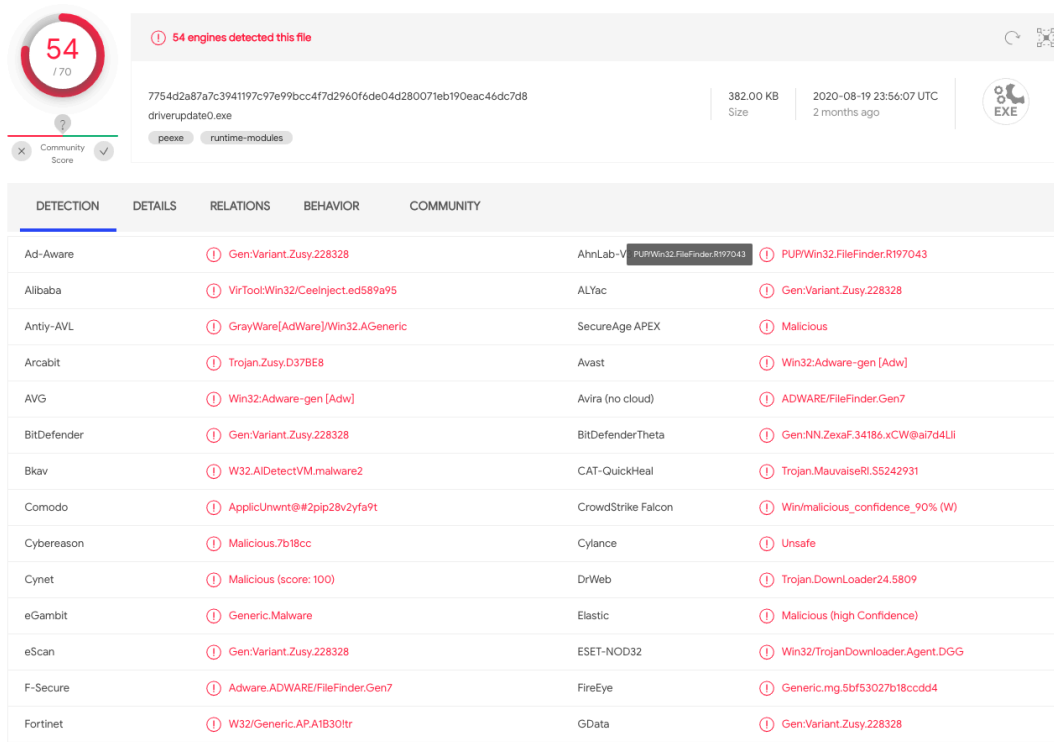 54
/ 70
?
Community
Score
54 engines detected this file
7754d2a87a7c3941197c97e99bcc4f7d2960f6de04d280071eb190eac46dc7d8
driverupdate0.exe
peexe runtime-modules
382.00 KB
Size
2020-08-19 23:56:07 UTC
2 months ago
EXE
DETECTION DETAILS RELATIONS BEHAVIOR COMMUNITY
Ad-Aware Gen:Variant.Zusy.228328 AhnLab-V PUP/Win32.FileFinder.R197043 PUP/Win32.FileFinder.R197043
Alibaba VirTool:Win32/CeeInject.ed589a95 ALYac Gen:Variant.Zusy.228328
Antiy-AVL GrayWare[AdWare]/Win32.AGeneric SecureAge APEX Malicious
Arcabit Trojan.Zusy.D37BE8 Avast Win32:Adware-gen [Adw]
AVG Win32:Adware-gen [Adw] Avira (no cloud) ADWARE/FileFinder.Gen7
BitDefender Gen:Variant.Zusy.228328 BitDefenderTheta Gen:NN.ZexaF.34186.xCW@ai7d4Lli
Bkav W32.AIDetectVM.malware2 CAT-QuickHeal Trojan.MauvaiseRI.S5242931
Comodo ApplicUnwnt@#2pip28v2yfa9t CrowdStrike Falcon Win/malicious_confidence_90% (W)
Cybereason Malicious.7b18cc Cylance Unsafe
Cynet Malicious (score: 100) DrWeb Trojan.DownLoader24.5809
eGambit Generic.Malware Elastic Malicious (high Confidence)
eScan Gen:Variant.Zusy.228328 ESET-NOD32 Win32/TrojanDownloader.Agent.DGG
F-Secure Adware.ADWARE/FileFinder.Gen7 FireEye Generic.mg.5bf53027b18ccdd4
Fortinet W32/Generic.AP.A1B30!tr GData Gen:Variant.Zusy.228328